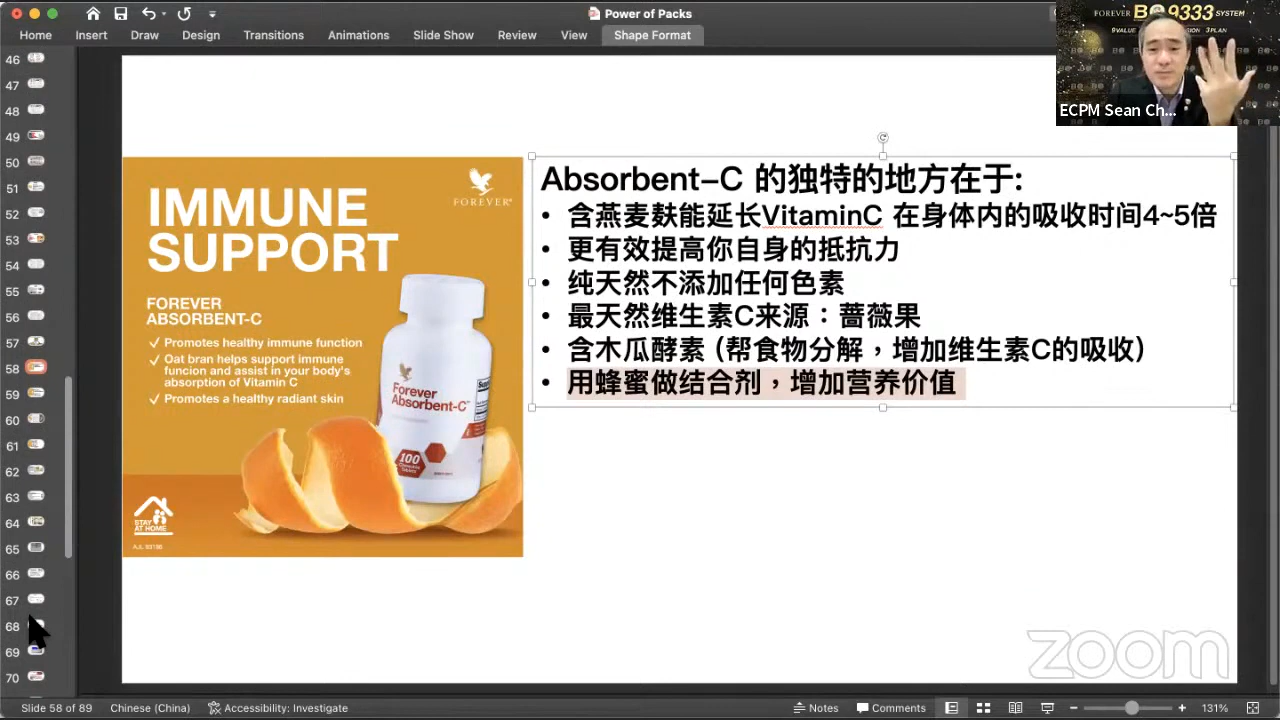 Power of Packs
Home Insert Draw Design Transitions Animations Slide Show Review View Shape Format
FOREVER BO 9333 SYSTEM
ECPM Sean Ch...
46
47
48
49
50
51
52
53
54
55
56
57
58
59
60
61
62
63
64
65
66
67
68
69
70
IMMUNE
SUPPORT
FOREVER
FOREVER
ABSORBENT-C
✓ Promotes healthy immune function
✓ Oat bran helps support immune
funcion and assist in your body's
absorption of Vitamin C
✓ Promotes a healthy radiant skin
Forever
Absorbent-C™
100
Chewable
Tablets
STAY
AT HOME
Absorbent-C 的独特的地方在于:
• 含燕麦麸能延长VitaminC 在身体内的吸收时间4~5倍
• 更有效提高你自身的抵抗力
• 纯天然不添加任何色素
• 最天然维生素C来源：蔷薇果
• 含木瓜酵素 (帮食物分解，增加维生素C的吸收)
• 用蜂蜜做结合剂，增加营养价值
zoom
Slide 58 of 89 Chinese (China) Accessibility: Investigate Notes Comments 131%